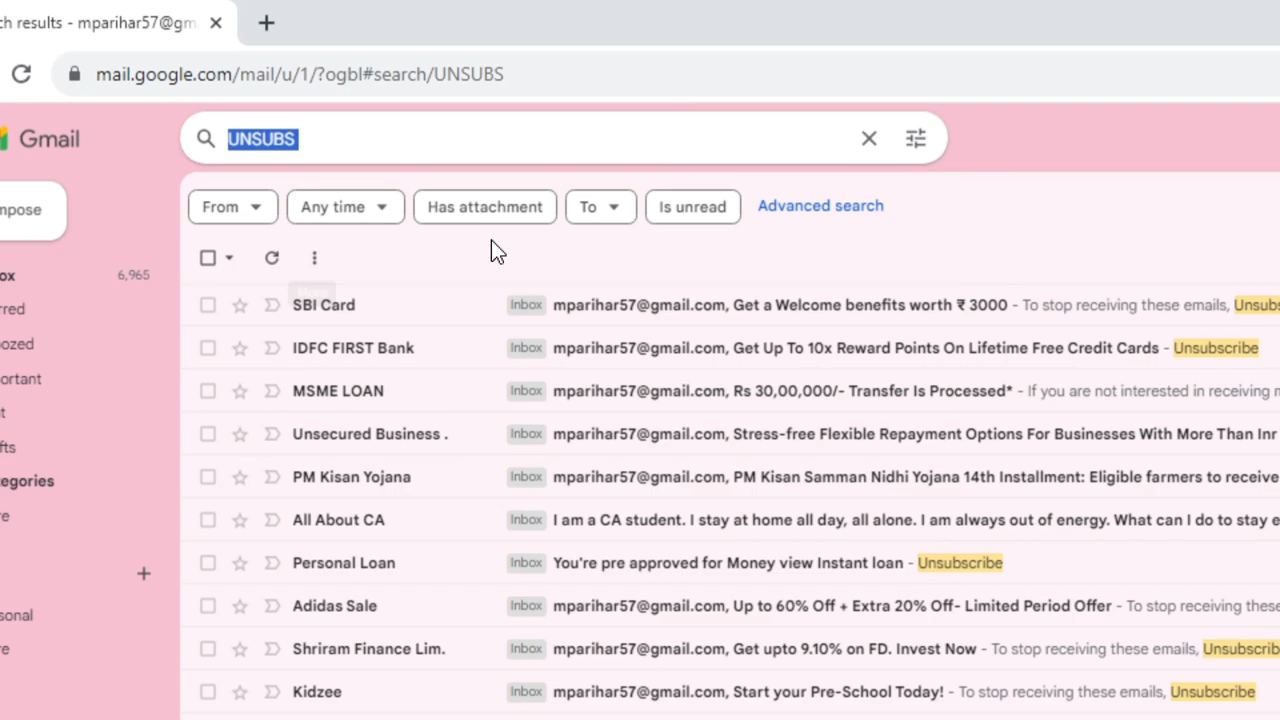 ch results - mparihar57@gm
mail.google.com/mail/u/1/?ogbl#search/UNSUBS
Gmail
UNSUBS
mpose
From
Any time
Has attachment
To
Is unread
Advanced search
ox 6,965
rred
oozed
ortant
t
fts
egories
re
sonal
re
SBI Card Inbox mparihar57@gmail.com, Get a Welcome benefits worth ₹ 3000 - To stop receiving these emails, Unsubs
IDFC FIRST Bank Inbox mparihar57@gmail.com, Get Up To 10x Reward Points On Lifetime Free Credit Cards - Unsubscribe
MSME LOAN Inbox mparihar57@gmail.com, Rs 30,00,000/- Transfer Is Processed* - If you are not interested in receiving m
Unsecured Business . Inbox mparihar57@gmail.com, Stress-free Flexible Repayment Options For Businesses With More Than Inr
PM Kisan Yojana Inbox mparihar57@gmail.com, PM Kisan Samman Nidhi Yojana 14th Installment: Eligible farmers to receive
All About CA Inbox I am a CA student. I stay at home all day, all alone. I am always out of energy. What can I do to stay e
Personal Loan Inbox You're pre approved for Money view Instant loan - Unsubscribe
Adidas Sale Inbox mparihar57@gmail.com, Up to 60% Off + Extra 20% Off- Limited Period Offer - To stop receiving these
Shriram Finance Lim. Inbox mparihar57@gmail.com, Get upto 9.10% on FD. Invest Now - To stop receiving these emails, Unsubscrib
Kidzee Inbox mparihar57@gmail.com, Start your Pre-School Today! - To stop receiving these emails, Unsubscribe